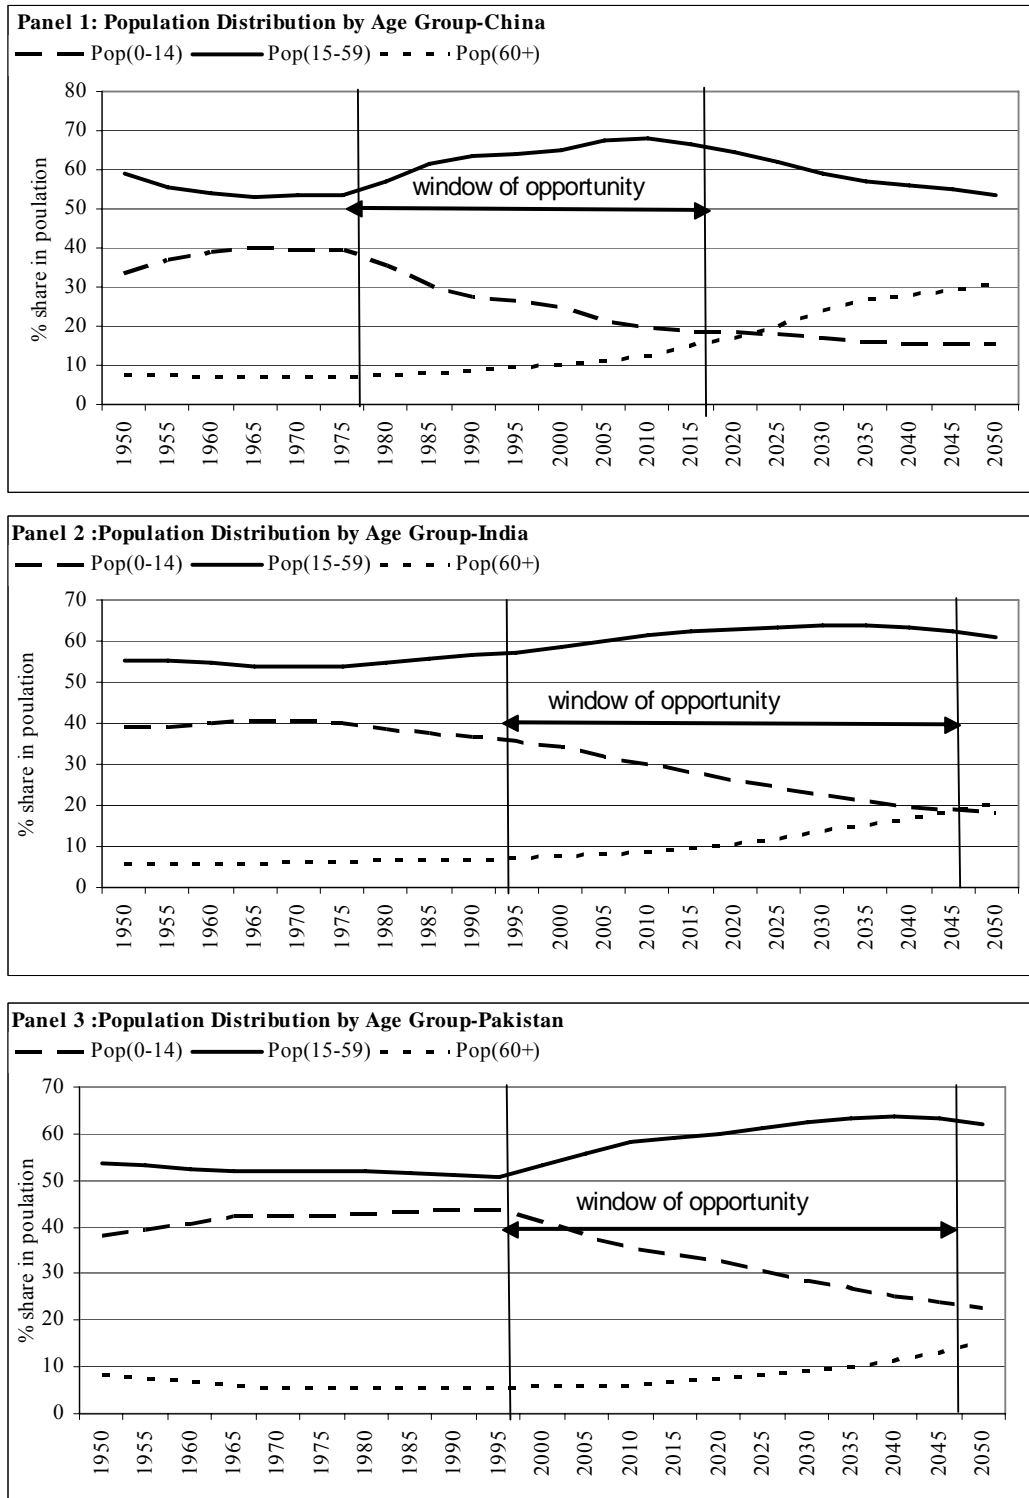 Panel 1: Population Distribution by Age Group-China
Pop(0-14) Pop(15-59) Pop(60+)
80
70
60
50
40
30
20
10
0
% share in poulation
window of opportunity
1950 1955 1960 1965 1970 1975 1980 1985 1990 1995 2000 2005 2010 2015 2020 2025 2030 2035 2040 2045 2050
Panel 2 :Population Distribution by Age Group-India
Pop(0-14) Pop(15-59) Pop(60+)
70
60
50
40
30
20
10
0
% share in poulation
window of opportunity
1950 1955 1960 1965 1970 1975 1980 1985 1990 1995 2000 2005 2010 2015 2020 2025 2030 2035 2040 2045 2050
Panel 3 :Population Distribution by Age Group-Pakistan
Pop(0-14) Pop(15-59) Pop(60+)
70
60
50
40
30
20
10
0
% share in poulation
window of opportunity
1950 1955 1960 1965 1970 1975 1980 1985 1990 1995 2000 2005 2010 2015 2020 2025 2030 2035 2040 2045 2050